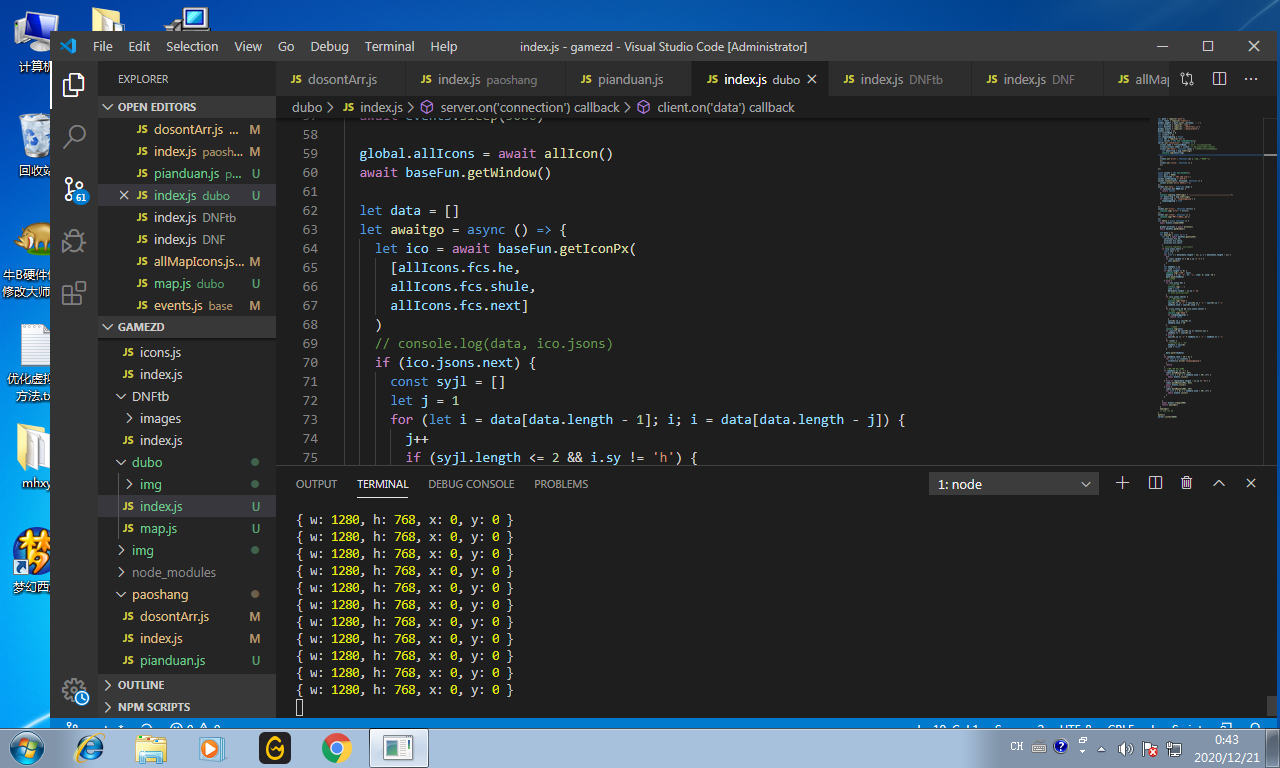 计算机
回收站
牛B硬件信
修改大师
优化虚拟
方法.tx
mhxy
梦幻西
File Edit Selection View Go Debug Terminal Help
index.js - gamezd - Visual Studio Code [Administrator]
EXPLORER
OPEN EDITORS
JS dosontArr.js ... M
JS index.js paosh... M
JS pianduan.js p... U
JS index.js dubo U
JS index.js DNFtb
JS index.js DNF
JS allMapIcons.js... M
JS map.js dubo U
JS events.js base M
GAMEZD
JS icons.js
JS index.js
DNFtb
images
JS index.js
dubo
img
JS index.js U
JS map.js U
img
node_modules
paoshang
JS dosontArr.js M
JS index.js M
JS pianduan.js U
OUTLINE
NPM SCRIPTS
61
JS dosontArr.js JS index.js paoshang JS pianduan.js JS index.js dubo JS index.js DNFtb JS index.js DNF JS allMap
dubo > JS index.js > server.on('connection') callback > client.on('data') callback
57 await events.sleep(3000)
58
59 global.allIcons = await allIcon()
60 await baseFun.getWindow()
61
62 let data = []
63 let awaitgo = async () => {
64 let ico = await baseFun.getIconPx(
65 [allIcons.fcs.he,
66 allIcons.fcs.shule,
67 allIcons.fcs.next]
68 )
69 // console.log(data, ico.jsons)
70 if (ico.jsons.next) {
71 const syjl = []
72 let j = 1
73 for (let i = data[data.length - 1]; i; i = data[data.length - j]) {
74 j++
75 if (syjl.length <= 2 && i.sy != 'h') {
OUTPUT TERMINAL DEBUG CONSOLE PROBLEMS
1: node
{ w: 1280, h: 768, x: 0, y: 0 }
{ w: 1280, h: 768, x: 0, y: 0 }
{ w: 1280, h: 768, x: 0, y: 0 }
{ w: 1280, h: 768, x: 0, y: 0 }
{ w: 1280, h: 768, x: 0, y: 0 }
{ w: 1280, h: 768, x: 0, y: 0 }
{ w: 1280, h: 768, x: 0, y: 0 }
{ w: 1280, h: 768, x: 0, y: 0 }
{ w: 1280, h: 768, x: 0, y: 0 }
{ w: 1280, h: 768, x: 0, y: 0 }
{ w: 1280, h: 768, x: 0, y: 0 }
CH
0:43
2020/12/21